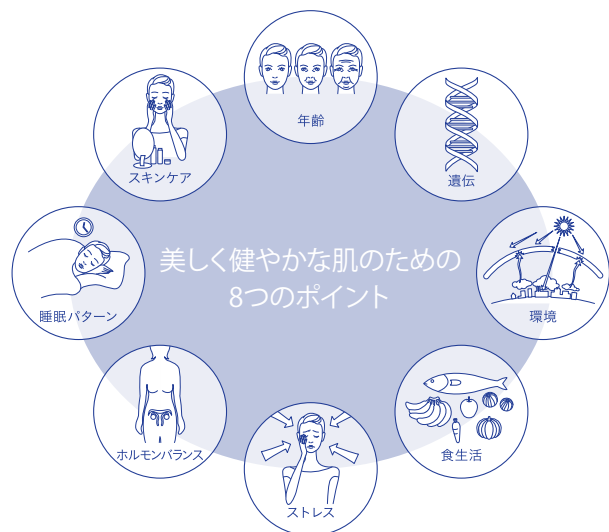 年齢
遺伝
環境
食生活
ストレス
ホルモンバランス
睡眠パターン
スキンケア
美しく健やかな肌のための
8つのポイント